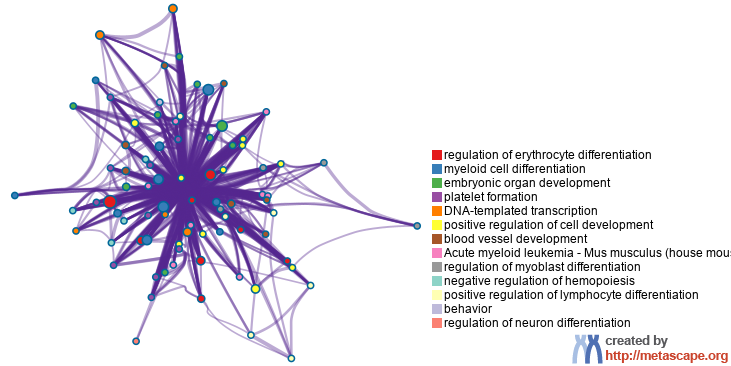 regulation of erythrocyte differentiation
myeloid cell differentiation
embryonic organ development
platelet formation
DNA-templated transcription
positive regulation of cell development
blood vessel development
Acute myeloid leukemia - Mus musculus (house mous
regulation of myoblast differentiation
negative regulation of hemopoiesis
positive regulation of lymphocyte differentiation
behavior
regulation of neuron differentiation
created by
http://metascape.org